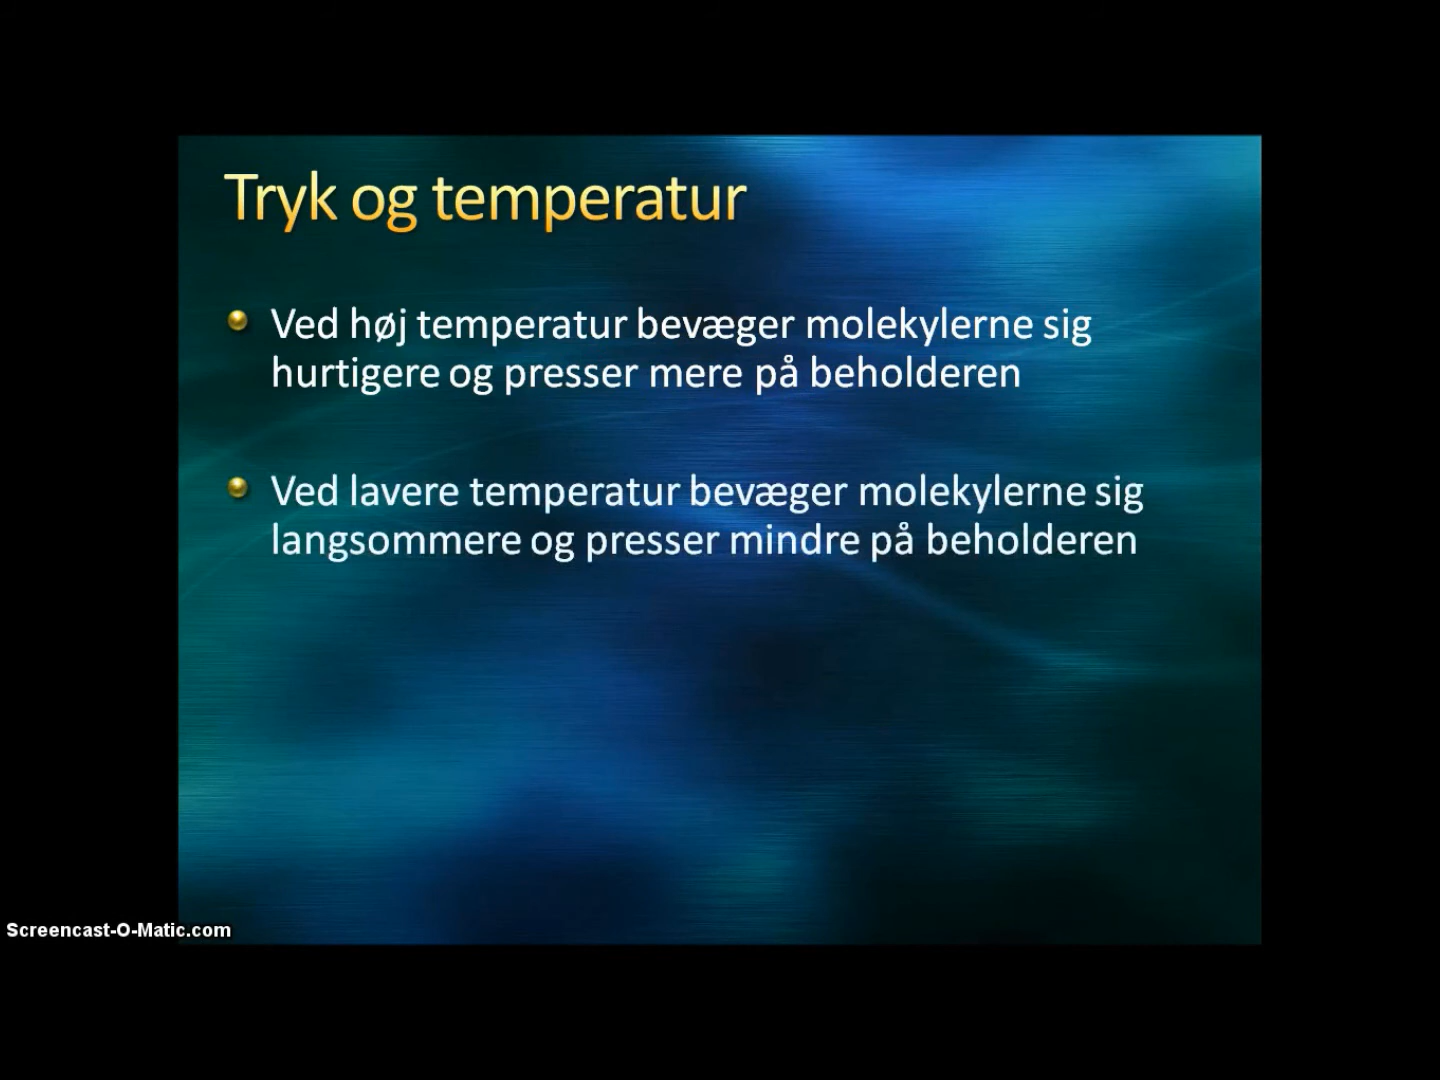 Tryk og temperatur
Ved høj temperatur bevæger molekylerne sig
hurtigere og presser mere på beholderen
Ved lavere temperatur bevæger molekylerne sig
langsommere og presser mindre på beholderen
Screencast-O-Matic.com